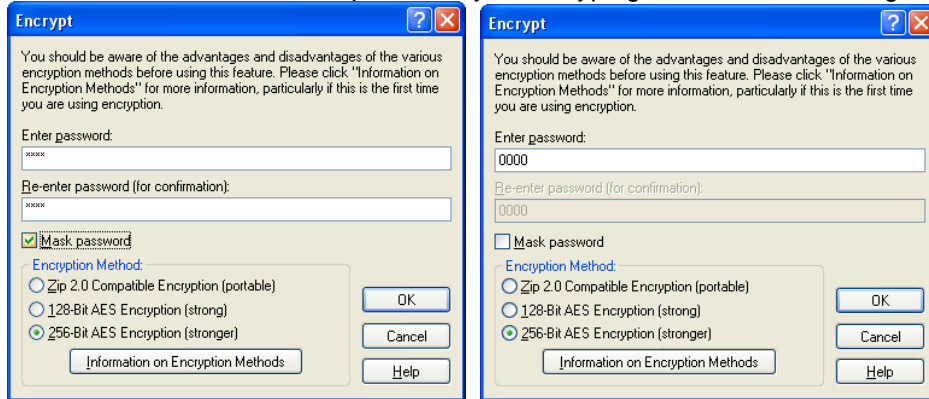 Encrypt
You should be aware of the advantages and disadvantages of the various
encryption methods before using this feature. Please click "Information on
Encryption Methods" for more information, particularly if this is the first time
you are using encryption.
Enter password:
****
Re-enter password (for confirmation):
****
Mask password
Encryption Method:
Zip 2.0 Compatible Encryption (portable)
128-Bit AES Encryption (strong)
256-Bit AES Encryption (stronger)
Information on Encryption Methods
OK
Cancel
Help
Encrypt
You should be aware of the advantages and disadvantages of the various
encryption methods before using this feature. Please click "Information on
Encryption Methods" for more information, particularly if this is the first time
you are using encryption.
Enter password:
0000
Re-enter password (for confirmation):
0000
Mask password
Encryption Method:
Zip 2.0 Compatible Encryption (portable)
128-Bit AES Encryption (strong)
256-Bit AES Encryption (stronger)
Information on Encryption Methods
OK
Cancel
Help